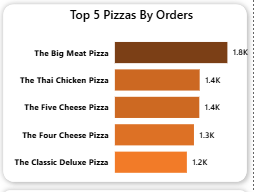 Top 5 Pizzas By Orders
The Big Meat Pizza 1.8K
The Thai Chicken Pizza 1.4K
The Five Cheese Pizza 1.4K
The Four Cheese Pizza 1.3K
The Classic Deluxe Pizza 1.2K